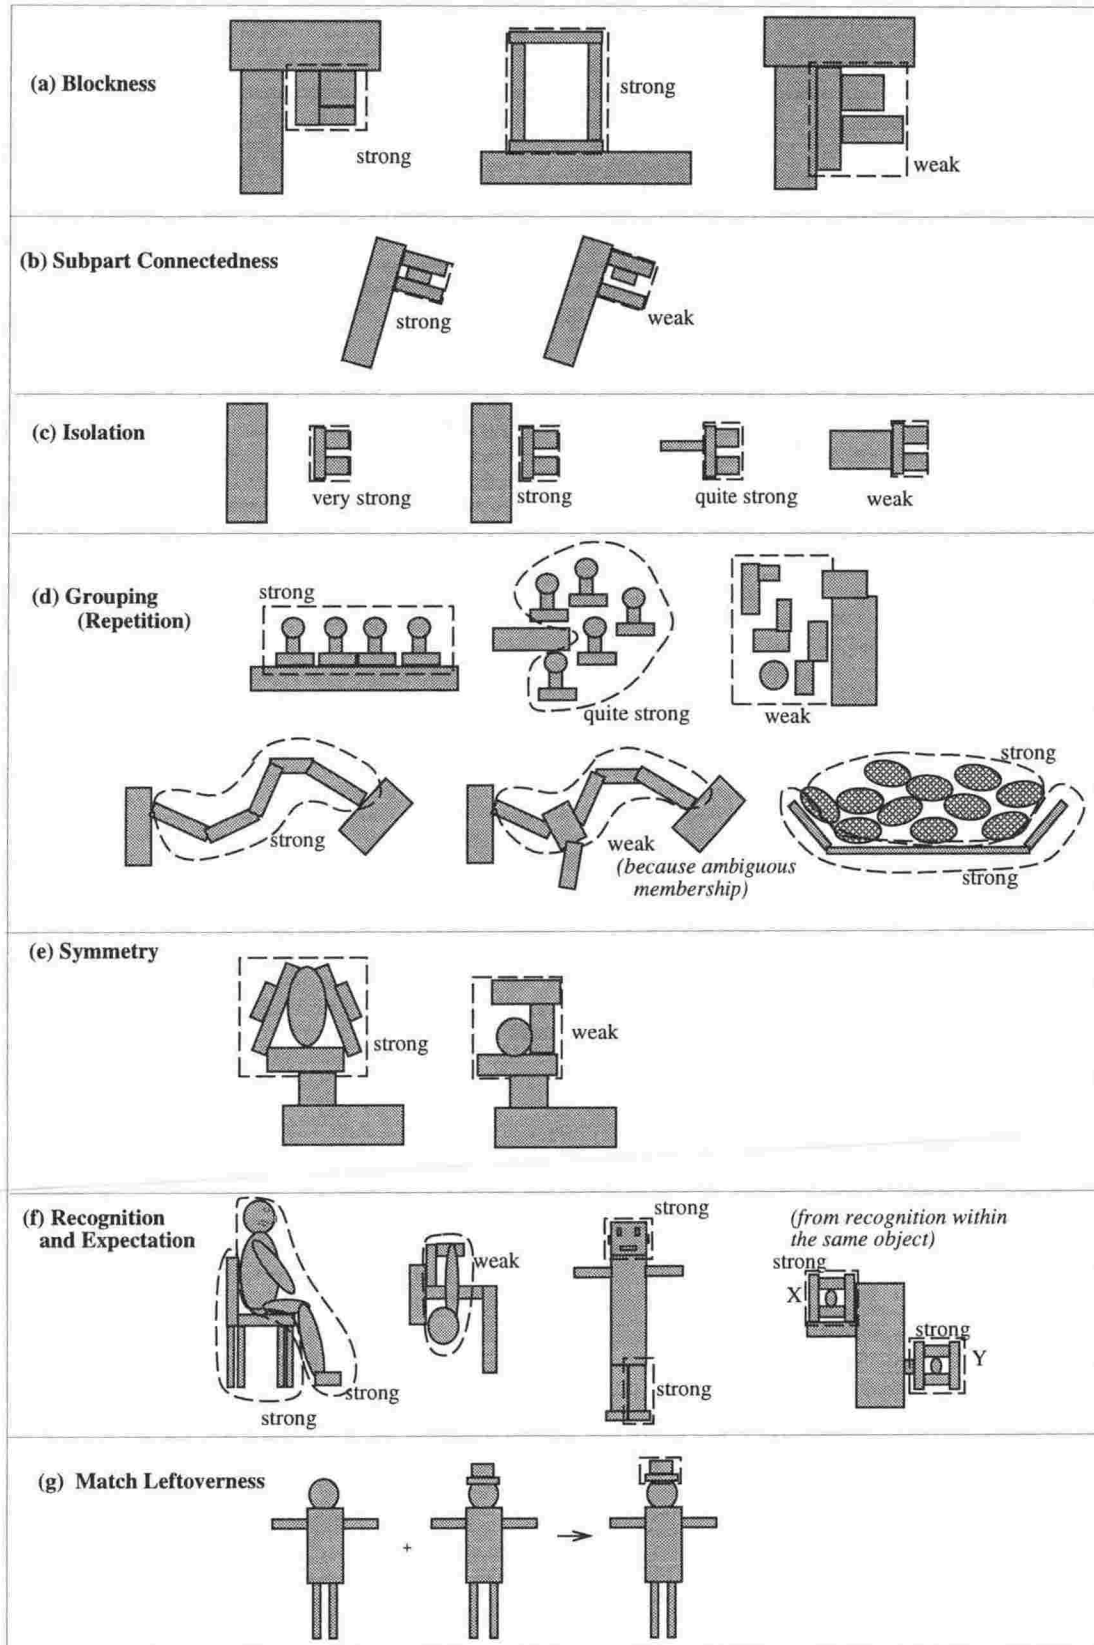 (a) Blockness
strong
strong
weak
(b) Subpart Connectedness
strong
weak
(c) Isolation
very strong
strong
quite strong
weak
(d) Grouping
(Repetition)
strong
quite strong
weak
strong
weak
(because ambiguous
membership)
strong
strong
(e) Symmetry
strong
weak
(f) Recognition
and Expectation
strong
strong
weak
strong
strong
(from recognition within
the same object)
strong
X
strong
Y
(g) Match Leftoverness
+